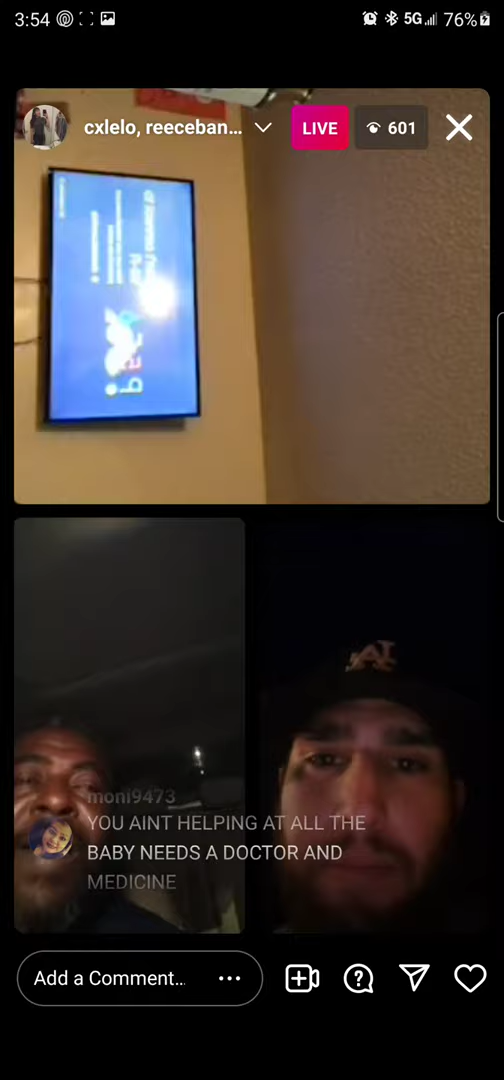 3:54
5G
76%
cxlelo, reeceban...
LIVE
601
moni9473
YOU AINT HELPING AT ALL THE
BABY NEEDS A DOCTOR AND
MEDICINE
Add a Comment...